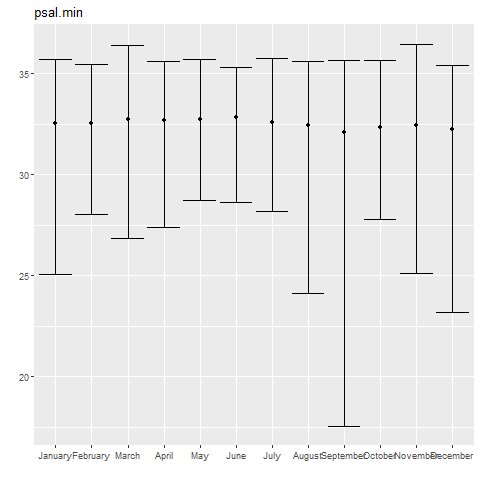 psal.min
35
30
25
20
January February March April May June July August September October November December